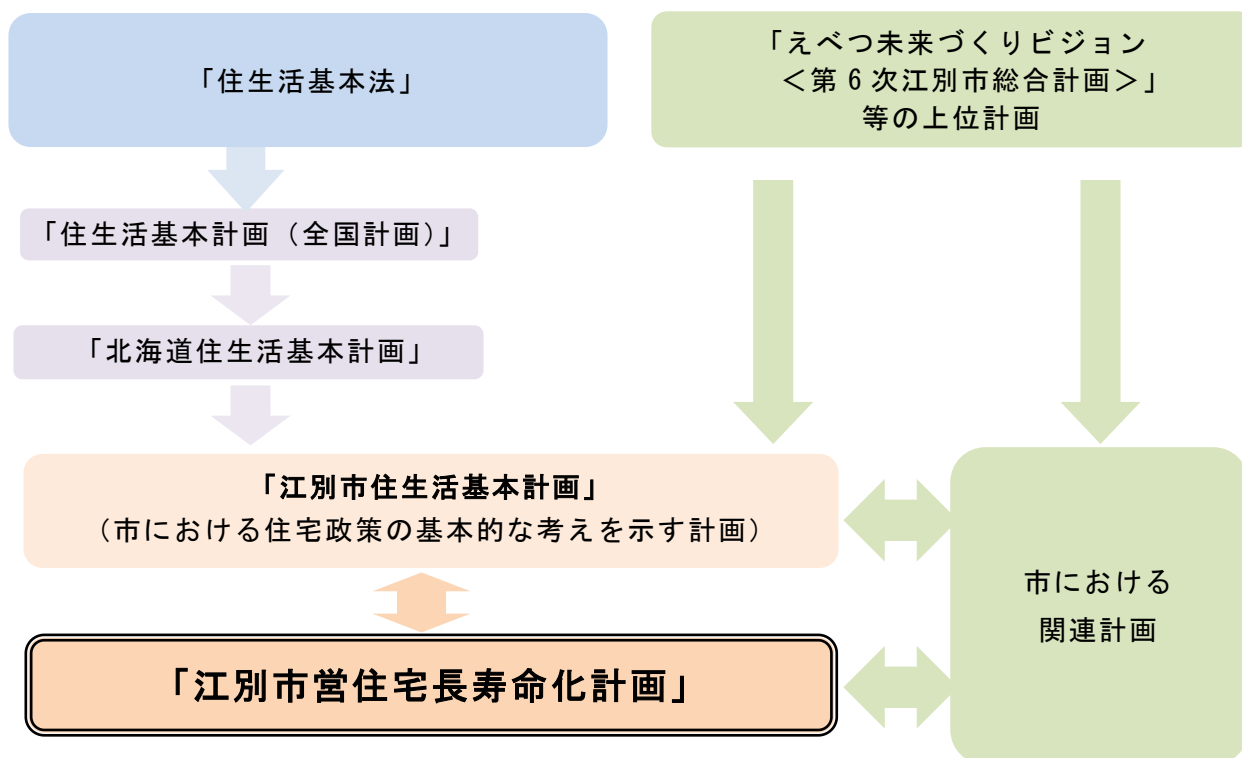 「住生活基本法」
「えべつ未来づくりビジョン
＜第６次江別市総合計画＞」
等の上位計画
「住生活基本計画（全国計画）」
「北海道住生活基本計画」
「江別市住生活基本計画」
（市における住宅政策の基本的な考えを示す計画）
市における
関連計画
「江別市営住宅長寿命化計画」